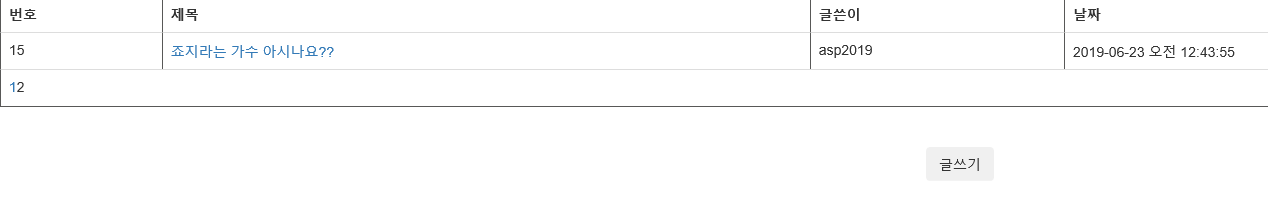 번호 제목 글쓴이 날짜
15 죠지라는 가수 아시나요?? asp2019 2019-06-23 오전 12:43:55
12
글쓰기